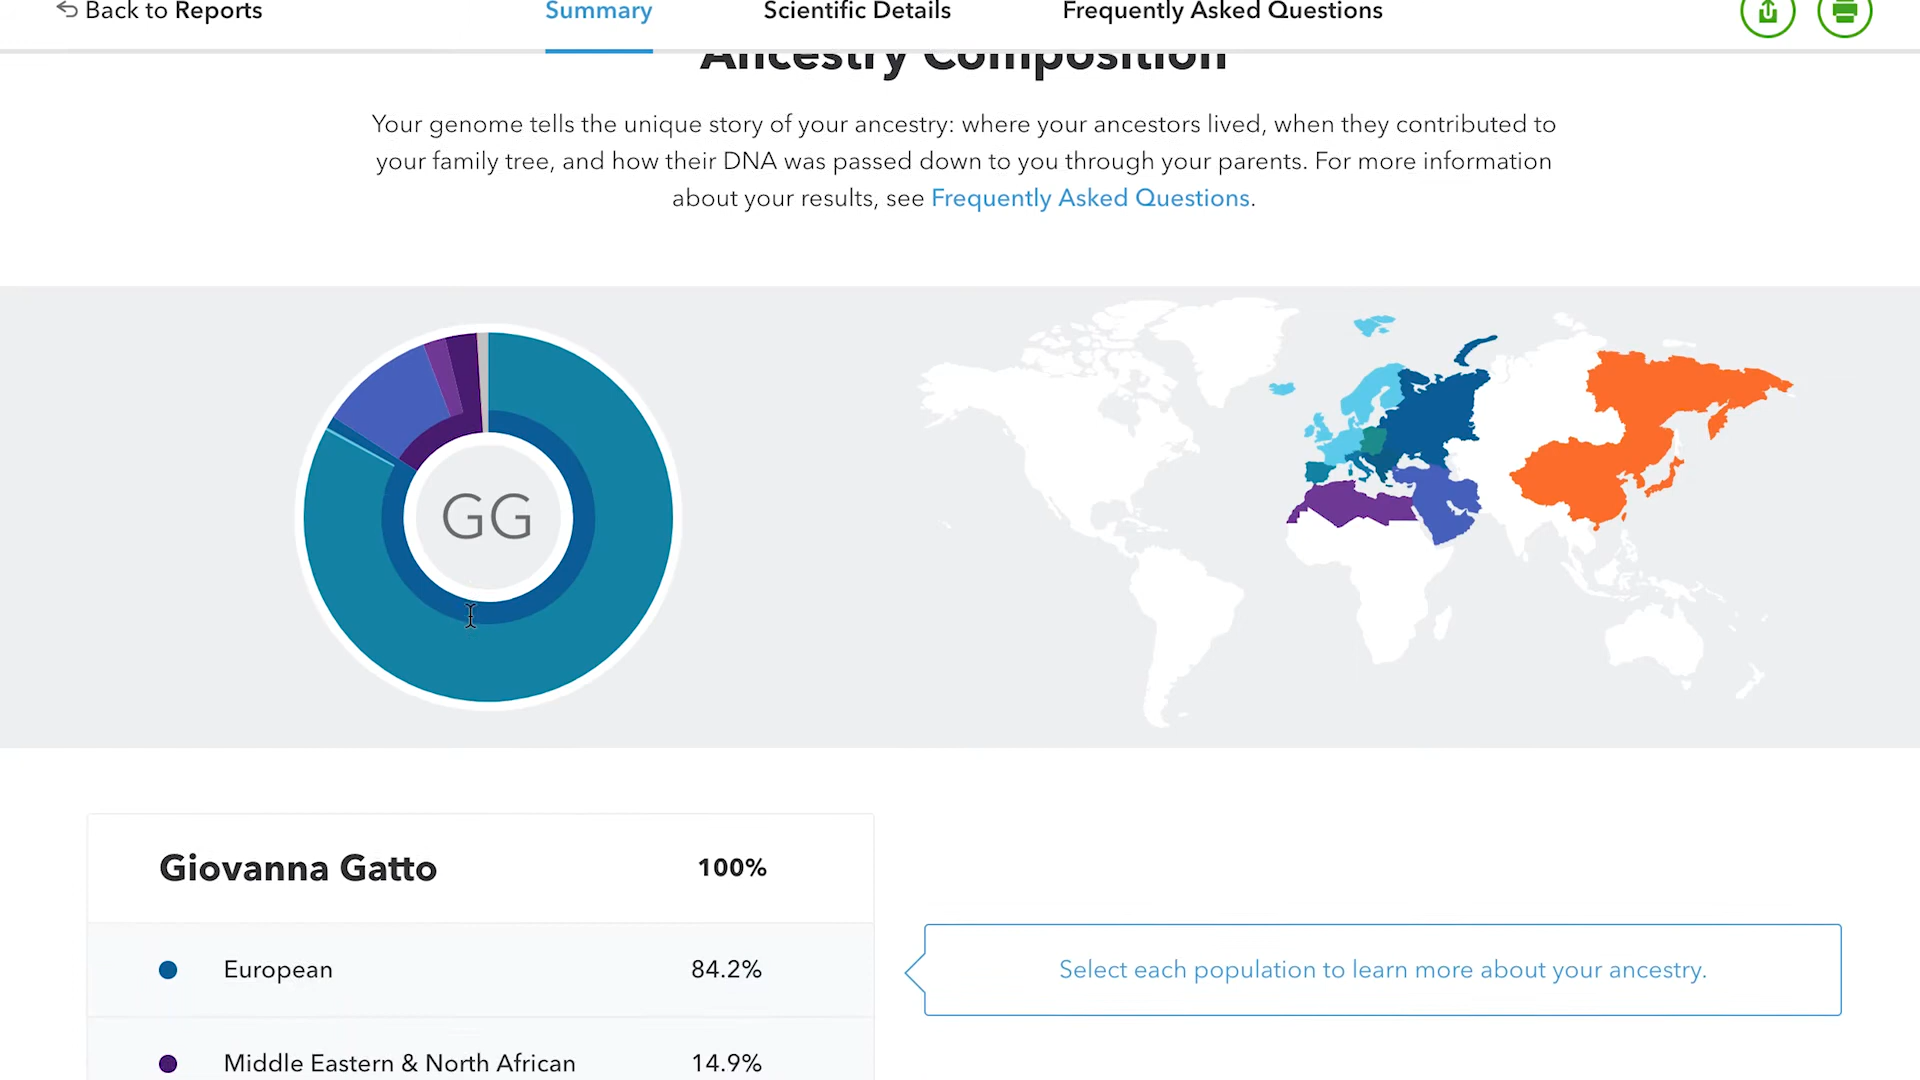 Back to Reports
Summary
Scientific Details
Frequently Asked Questions
Ancestry Composition
Your genome tells the unique story of your ancestry: where your ancestors lived, when they contributed to
your family tree, and how their DNA was passed down to you through your parents. For more information
about your results, see Frequently Asked Questions.
GG
Giovanna Gatto 100%
European 84.2%
Select each population to learn more about your ancestry.
Middle Eastern & North African 14.9%